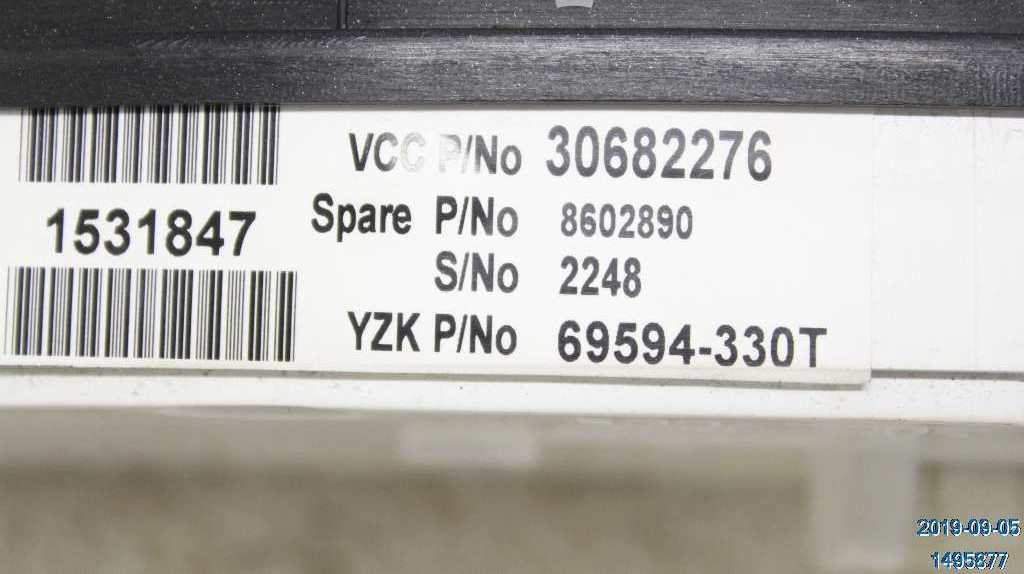 1531847
VCC P/No 30682276
Spare P/No 8602890
S/No 2248
YZK P/No 69594-330T
2019-09-05
1495877